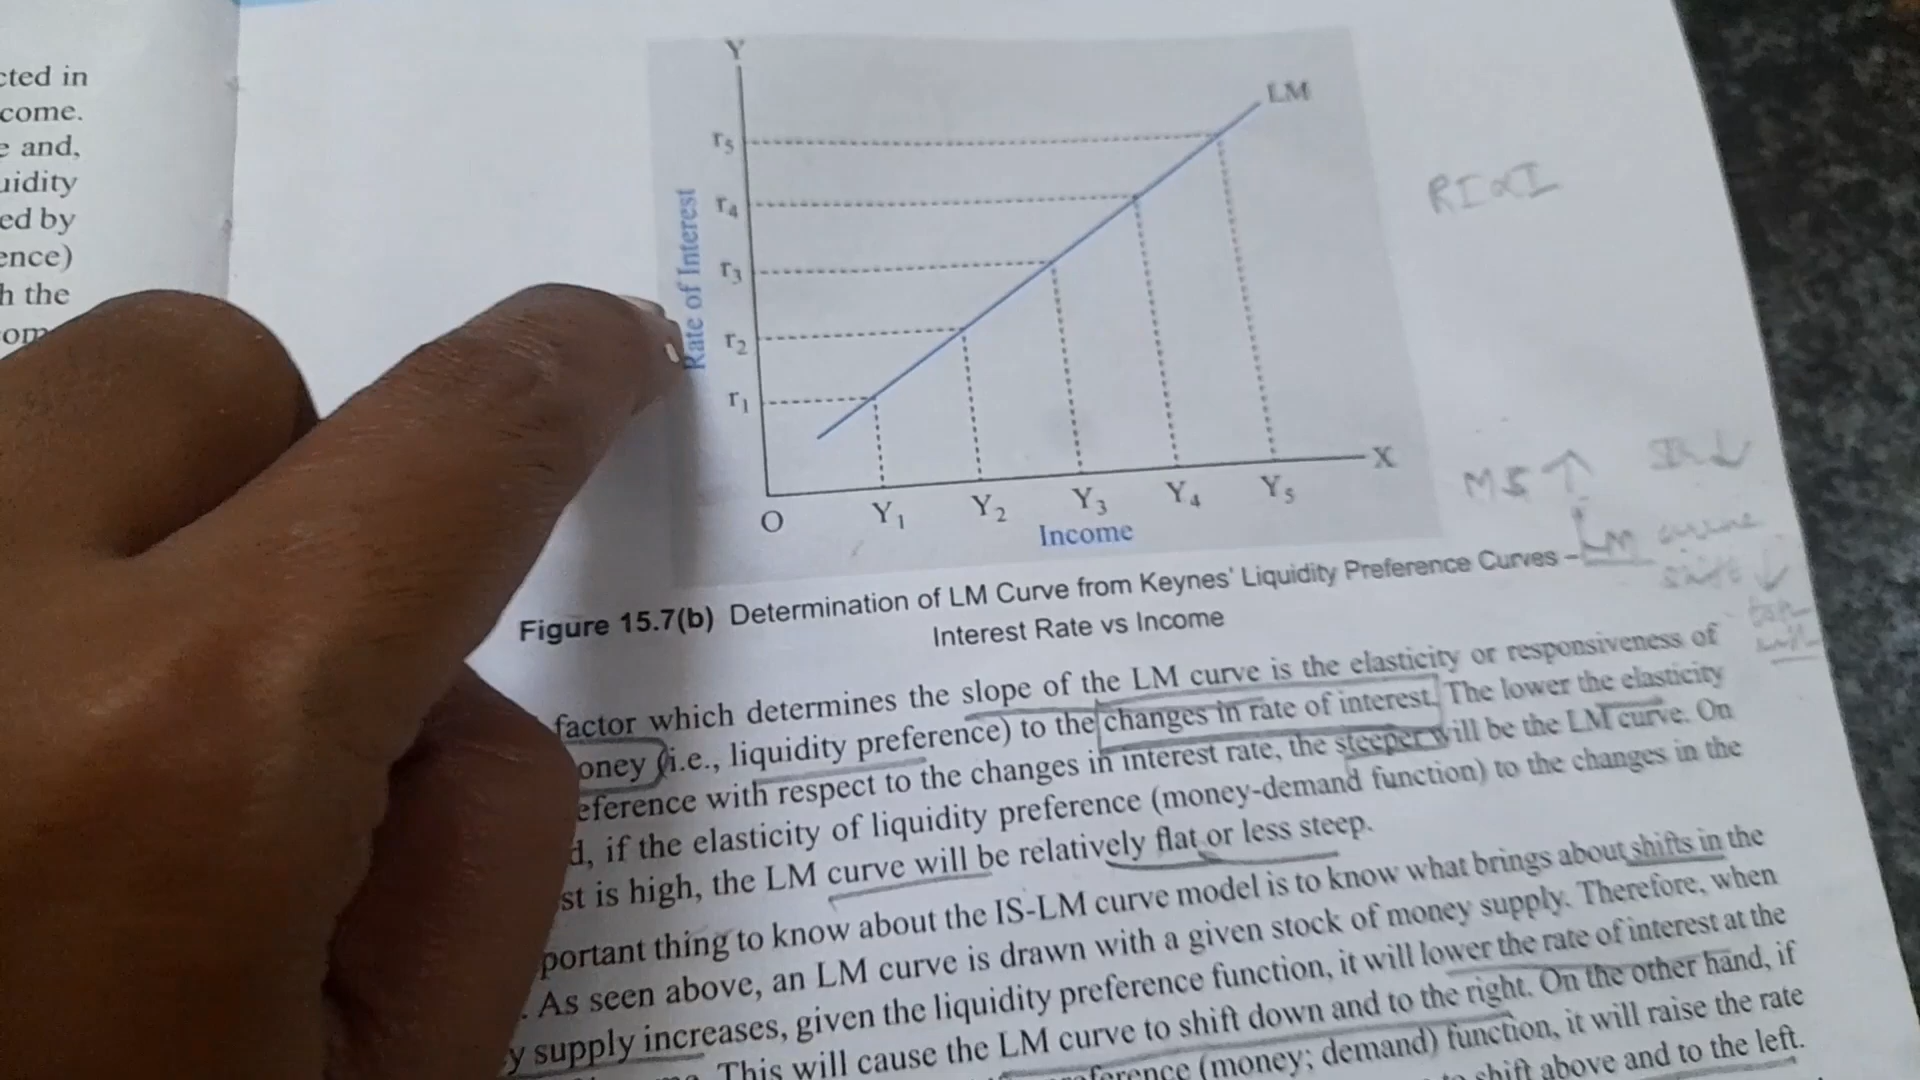 cted in
come.
e and,
uidity
ed by
ence)
h the
om
Y
LM
r5
r4
r3
r2
r1
Rate of Interest
X
O
Y1
Y2
Y3
Y4
Y5
Income
RI∝I
MS↑
LM curve
Figure 15.7(b) Determination of LM Curve from Keynes' Liquidity Preference Curves –
Interest Rate vs Income
factor which determines the slope of the LM curve is the elasticity or responsiveness of
oney (i.e., liquidity preference) to the changes in rate of interest. The lower the elasticity
eference with respect to the changes in interest rate, the steeper will be the LM curve. On
d, if the elasticity of liquidity preference (money-demand function) to the changes in the
st is high, the LM curve will be relatively flat or less steep.
portant thing to know about the IS-LM curve model is to know what brings about shifts in the
. As seen above, an LM curve is drawn with a given stock of money supply. Therefore, when
y supply increases, given the liquidity preference function, it will lower the rate of interest at the
This will cause the LM curve to shift down and to the right. On the other hand, if
ference (money; demand) function, it will raise the rate
shift above and to the left.